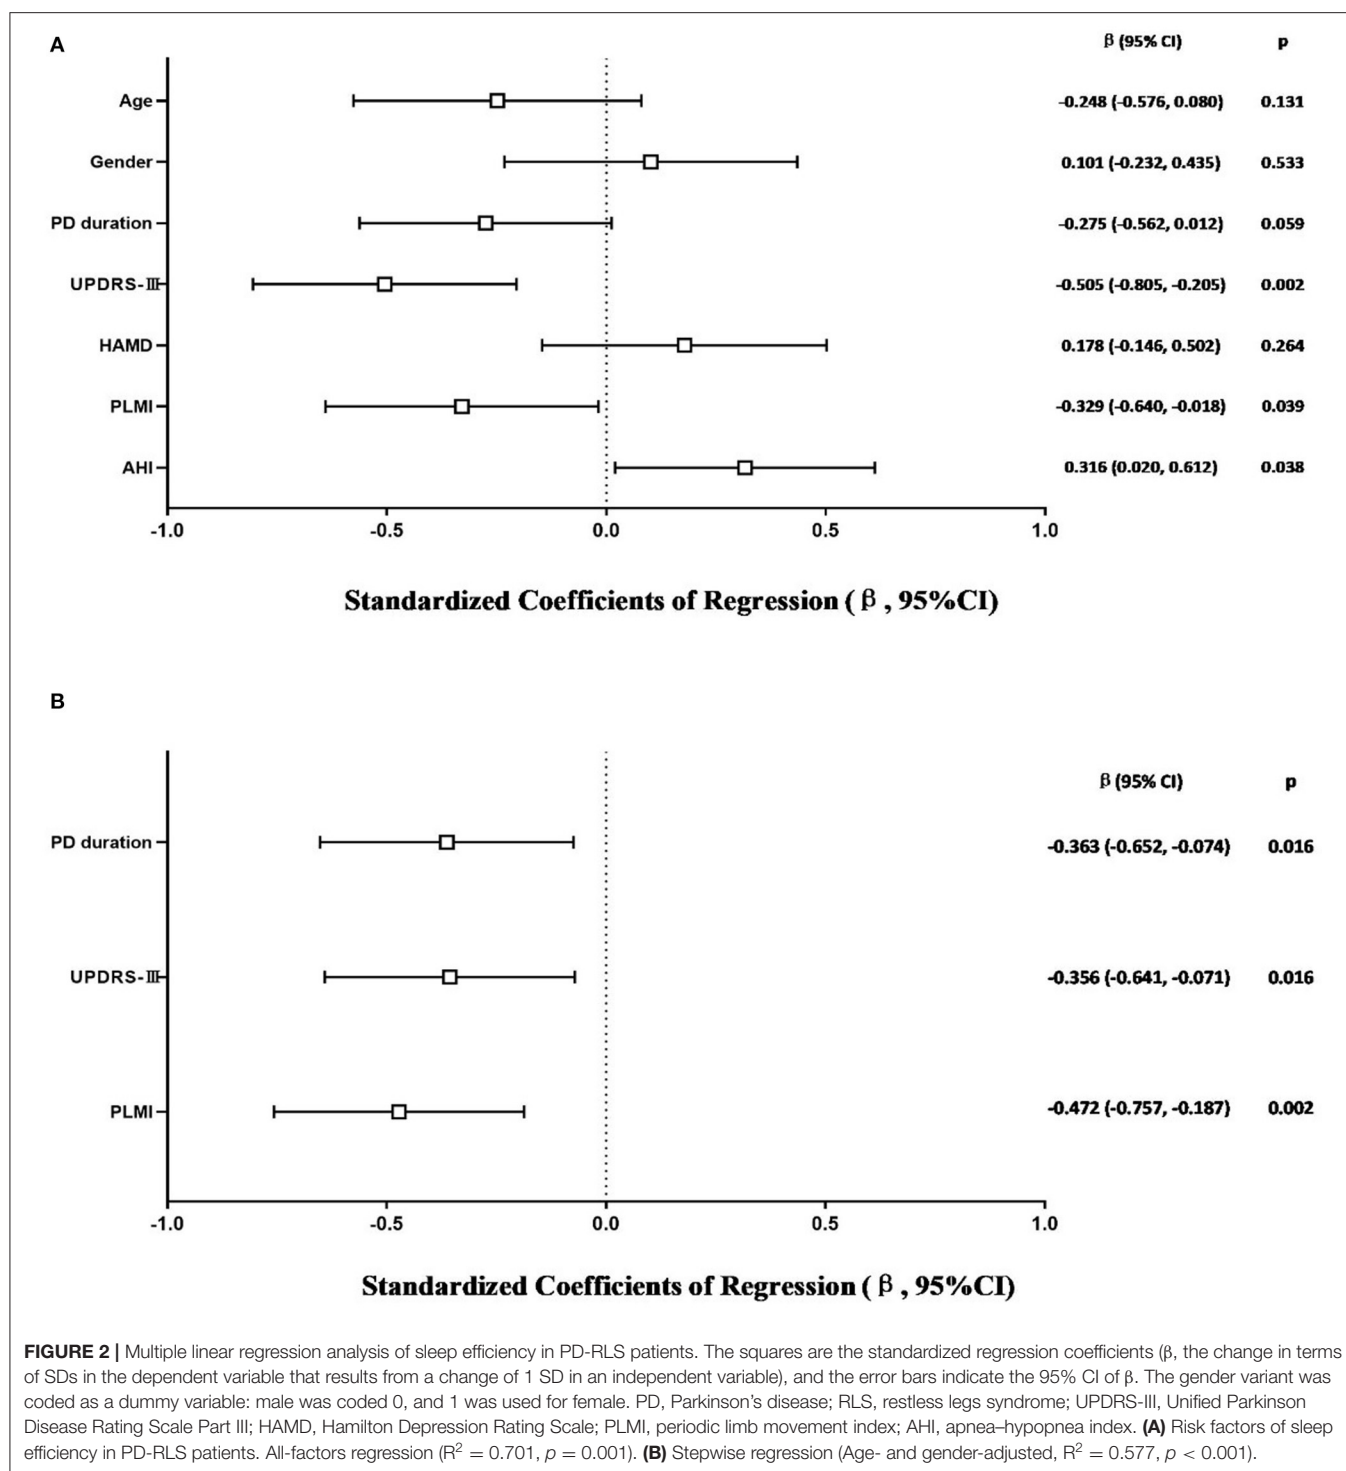 A
β (95% CI) p
Age -0.248 (-0.576, 0.080) 0.131
Gender 0.101 (-0.232, 0.435) 0.533
PD duration -0.275 (-0.562, 0.012) 0.059
UPDRS-Ⅲ -0.505 (-0.805, -0.205) 0.002
HAMD 0.178 (-0.146, 0.502) 0.264
PLMI -0.329 (-0.640, -0.018) 0.039
AHI 0.316 (0.020, 0.612) 0.038
-1.0 -0.5 0.0 0.5 1.0
Standardized Coefficients of Regression ( β , 95%CI)
B
β (95% CI) p
PD duration -0.363 (-0.652, -0.074) 0.016
UPDRS-Ⅲ -0.356 (-0.641, -0.071) 0.016
PLMI -0.472 (-0.757, -0.187) 0.002
-1.0 -0.5 0.0 0.5 1.0
Standardized Coefficients of Regression ( β , 95%CI)
FIGURE 2 | Multiple linear regression analysis of sleep efficiency in PD-RLS patients. The squares are the standardized regression coefficients (β, the change in terms
of SDs in the dependent variable that results from a change of 1 SD in an independent variable), and the error bars indicate the 95% CI of β. The gender variant was
coded as a dummy variable: male was coded 0, and 1 was used for female. PD, Parkinson's disease; RLS, restless legs syndrome; UPDRS-III, Unified Parkinson
Disease Rating Scale Part III; HAMD, Hamilton Depression Rating Scale; PLMI, periodic limb movement index; AHI, apnea–hypopnea index. (A) Risk factors of sleep
efficiency in PD-RLS patients. All-factors regression (R² = 0.701, p = 0.001). (B) Stepwise regression (Age- and gender-adjusted, R² = 0.577, p < 0.001).